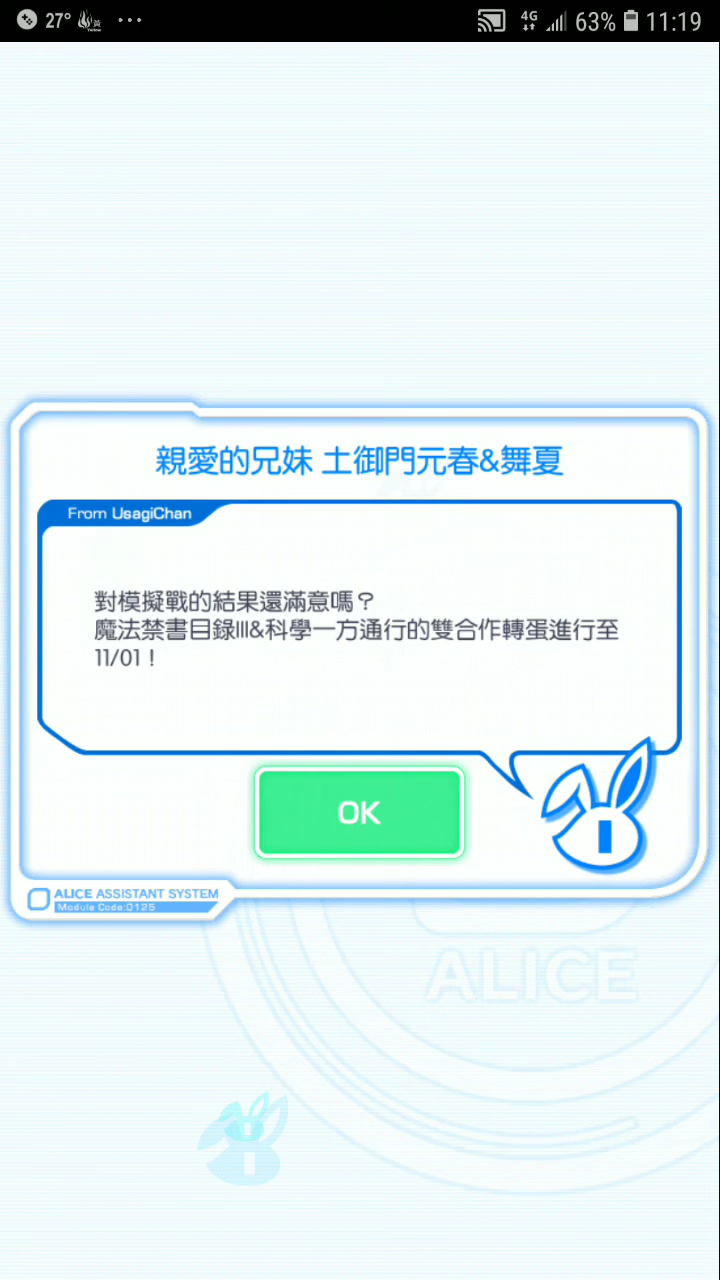 27° 黃
Yellow
4G 63% 11:19
親愛的兄妹 土御門元春&舞夏
From UsagiChan
對模擬戰的結果還滿意嗎？
魔法禁書目錄III&科學一方通行的雙合作轉蛋進行至
11/01！
OK
ALICE ASSISTANT SYSTEM
Module Code:0125
ALICE